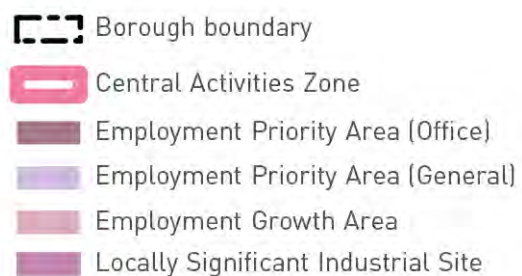 Borough boundary
Central Activities Zone
Employment Priority Area (Office)
Employment Priority Area (General)
Employment Growth Area
Locally Significant Industrial Site